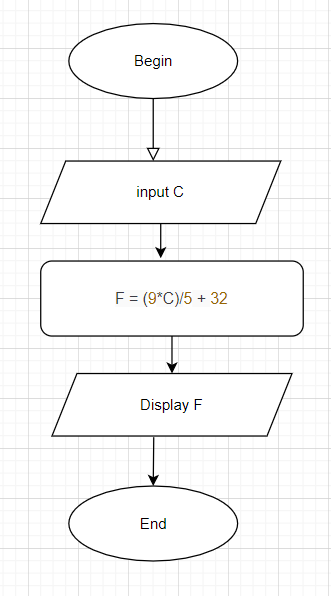 Begin
input C
F = (9*C)/5 + 32
Display F
End